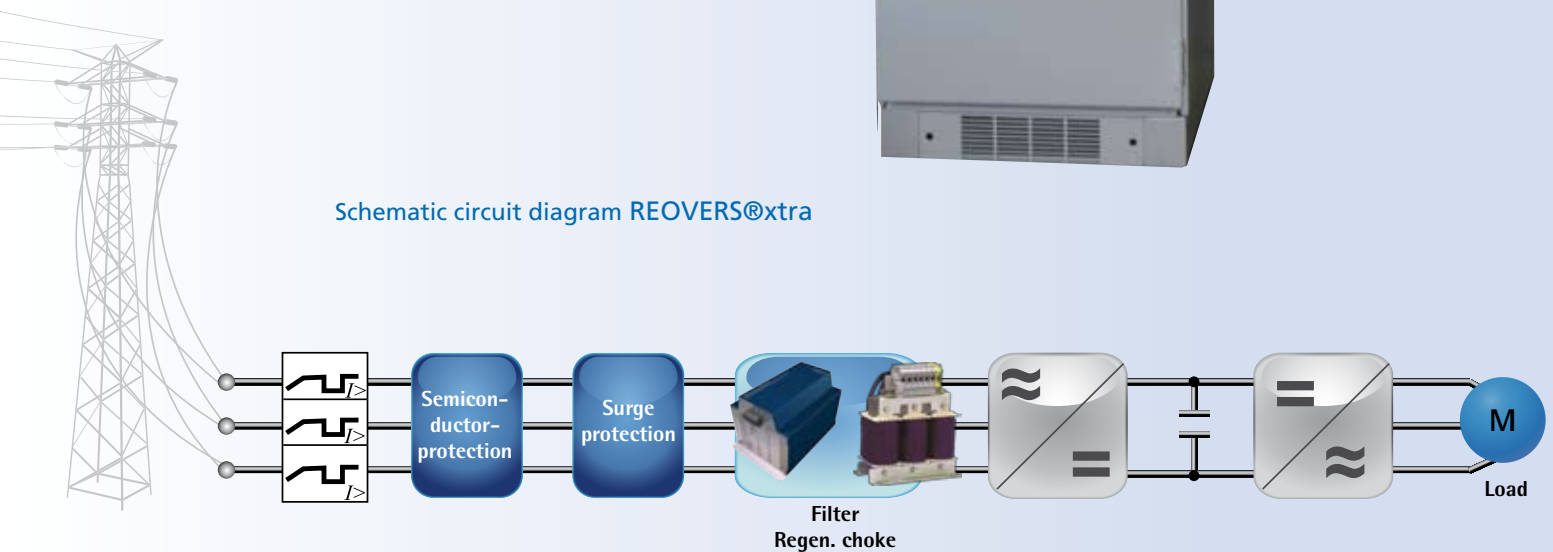 Schematic circuit diagram REOVERS®xtra
I>
I>
I>
Semicon-
ductor-
protection
Surge
protection
Filter
Regen. choke
M
Load